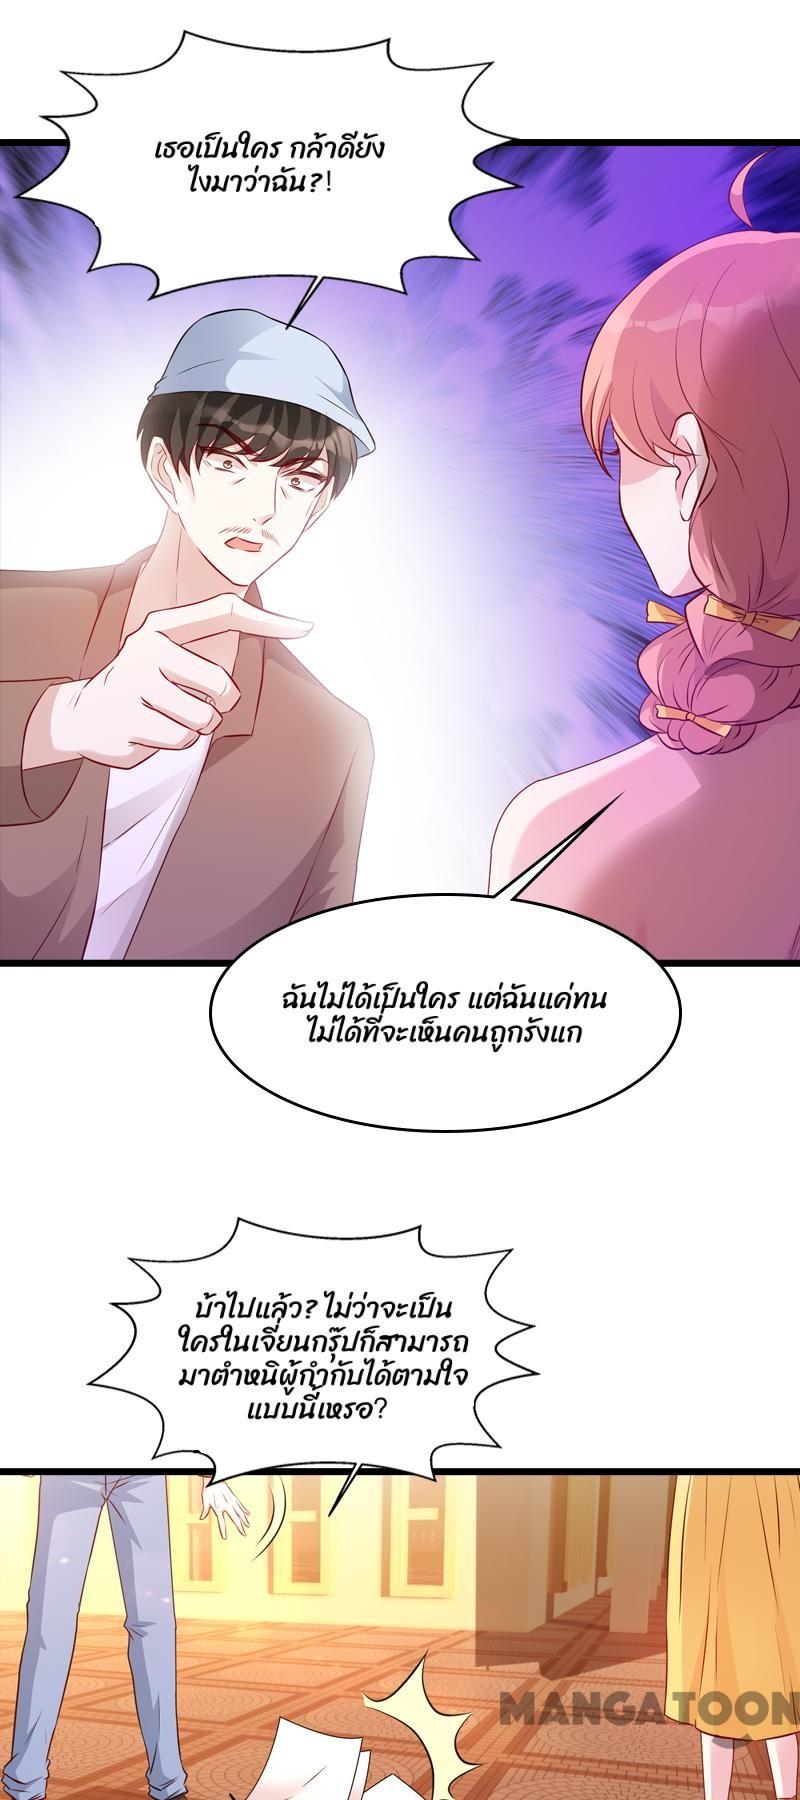 เธอเป็นใคร กล้าดียัง
ไงมาว่าฉัน?!
ฉันไม่ได้เป็นใคร แต่ฉันแค่ทน
ไม่ได้ที่จะเห็นคนถูกรังแก
บ้าไปแล้ว? ไม่ว่าจะเป็น
ใครในเจี่ยนกรุ๊ปก็สามารถ
มาตำหนิผู้กำกับได้ตามใจ
แบบนี้เหรอ?
MANGATOON